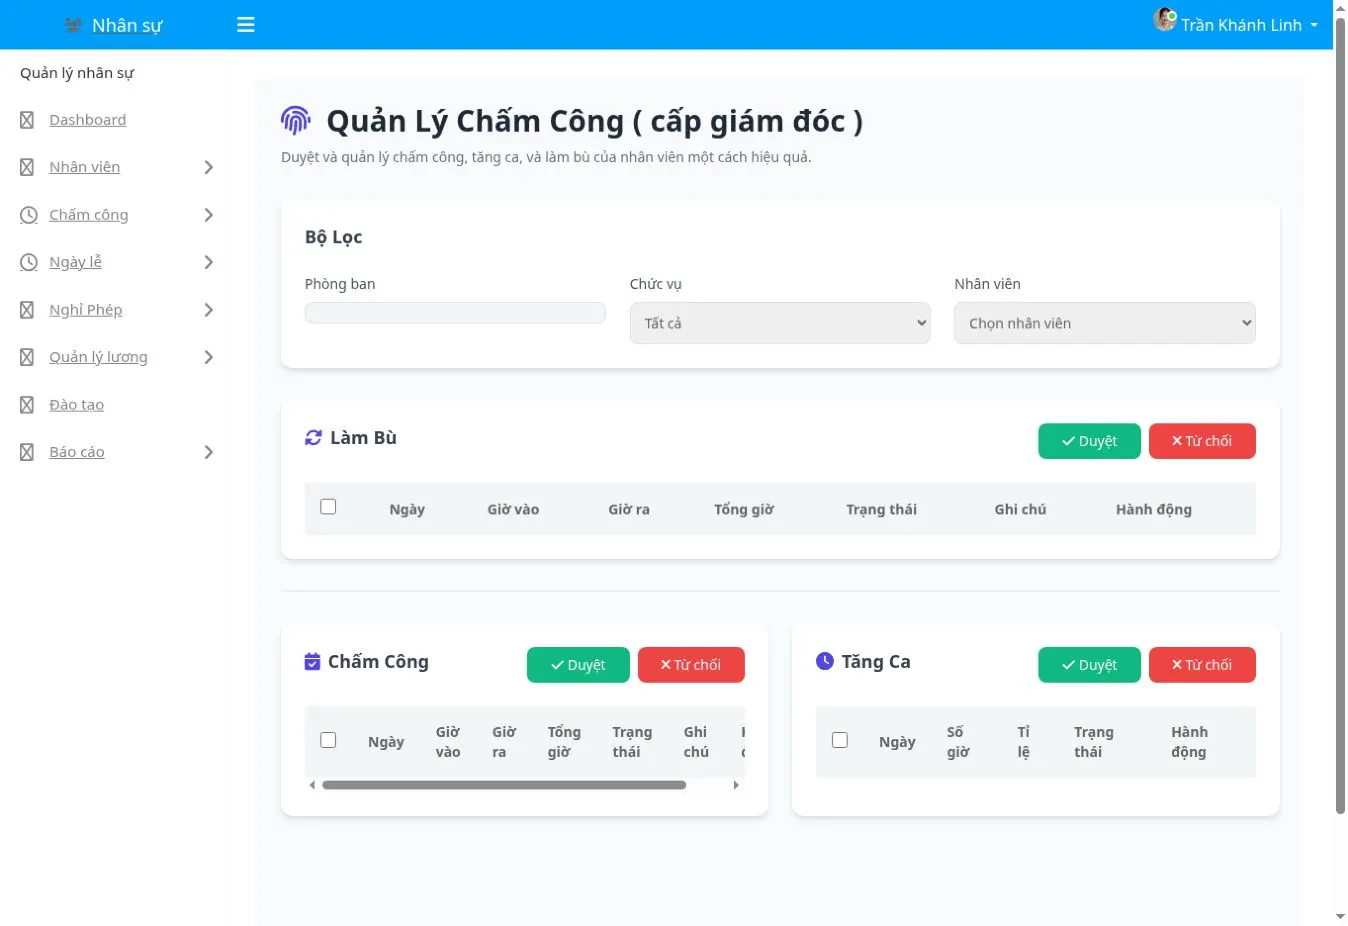 Nhân sự
Trần Khánh Linh
Quản lý nhân sự
Dashboard
Nhân viên
Chấm công
Ngày lễ
Nghỉ Phép
Quản lý lương
Đào tạo
Báo cáo
Quản Lý Chấm Công ( cấp giám đốc )
Duyệt và quản lý chấm công, tăng ca, và làm bù của nhân viên một cách hiệu quả.
Bộ Lọc
Phòng ban
Chức vụ
Nhân viên
Tất cả
Chọn nhân viên
Làm Bù
Duyệt
Từ chối
Ngày Giờ vào Giờ ra Tổng giờ Trạng thái Ghi chú Hành động
Chấm Công
Duyệt
Từ chối
Ngày Giờ vào Giờ ra Tổng giờ Trạng thái Ghi chú
Tăng Ca
Duyệt
Từ chối
Ngày Số giờ Tỉ lệ Trạng thái Hành động